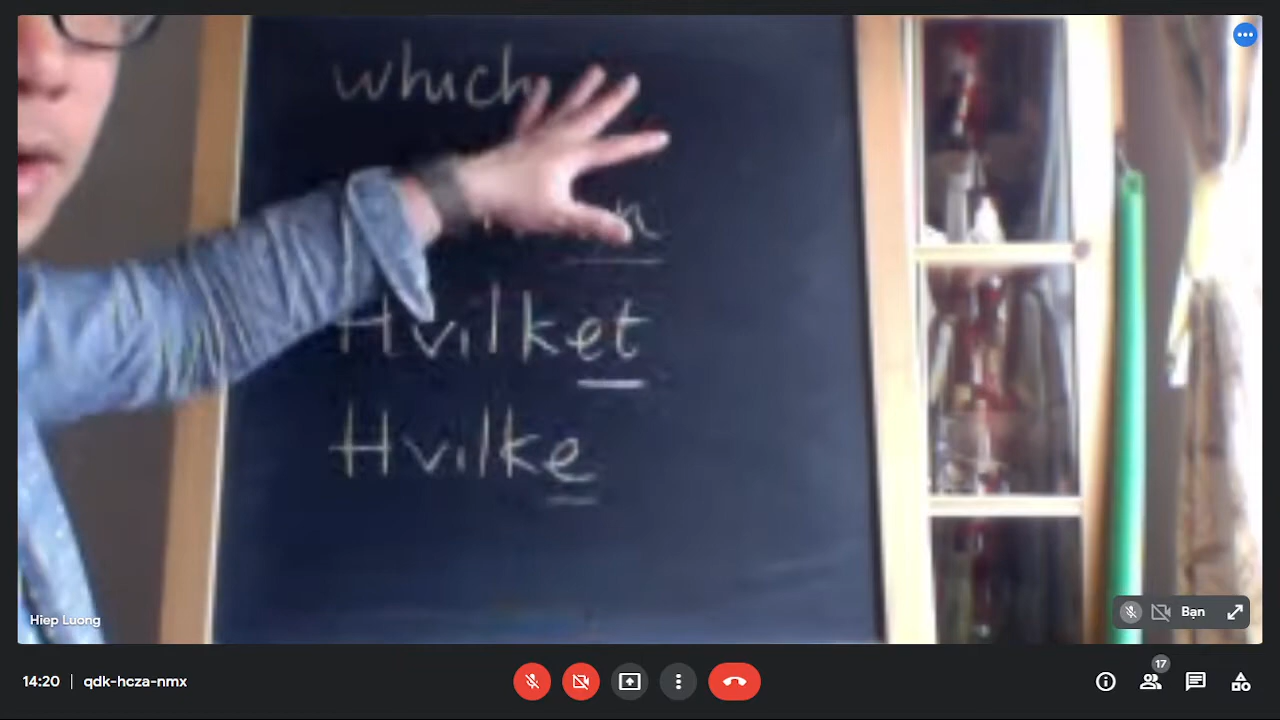 which
Hvilket
Hvilke
Hiep Luong
Bạn
17
14:20 | qdk-hcza-nmx